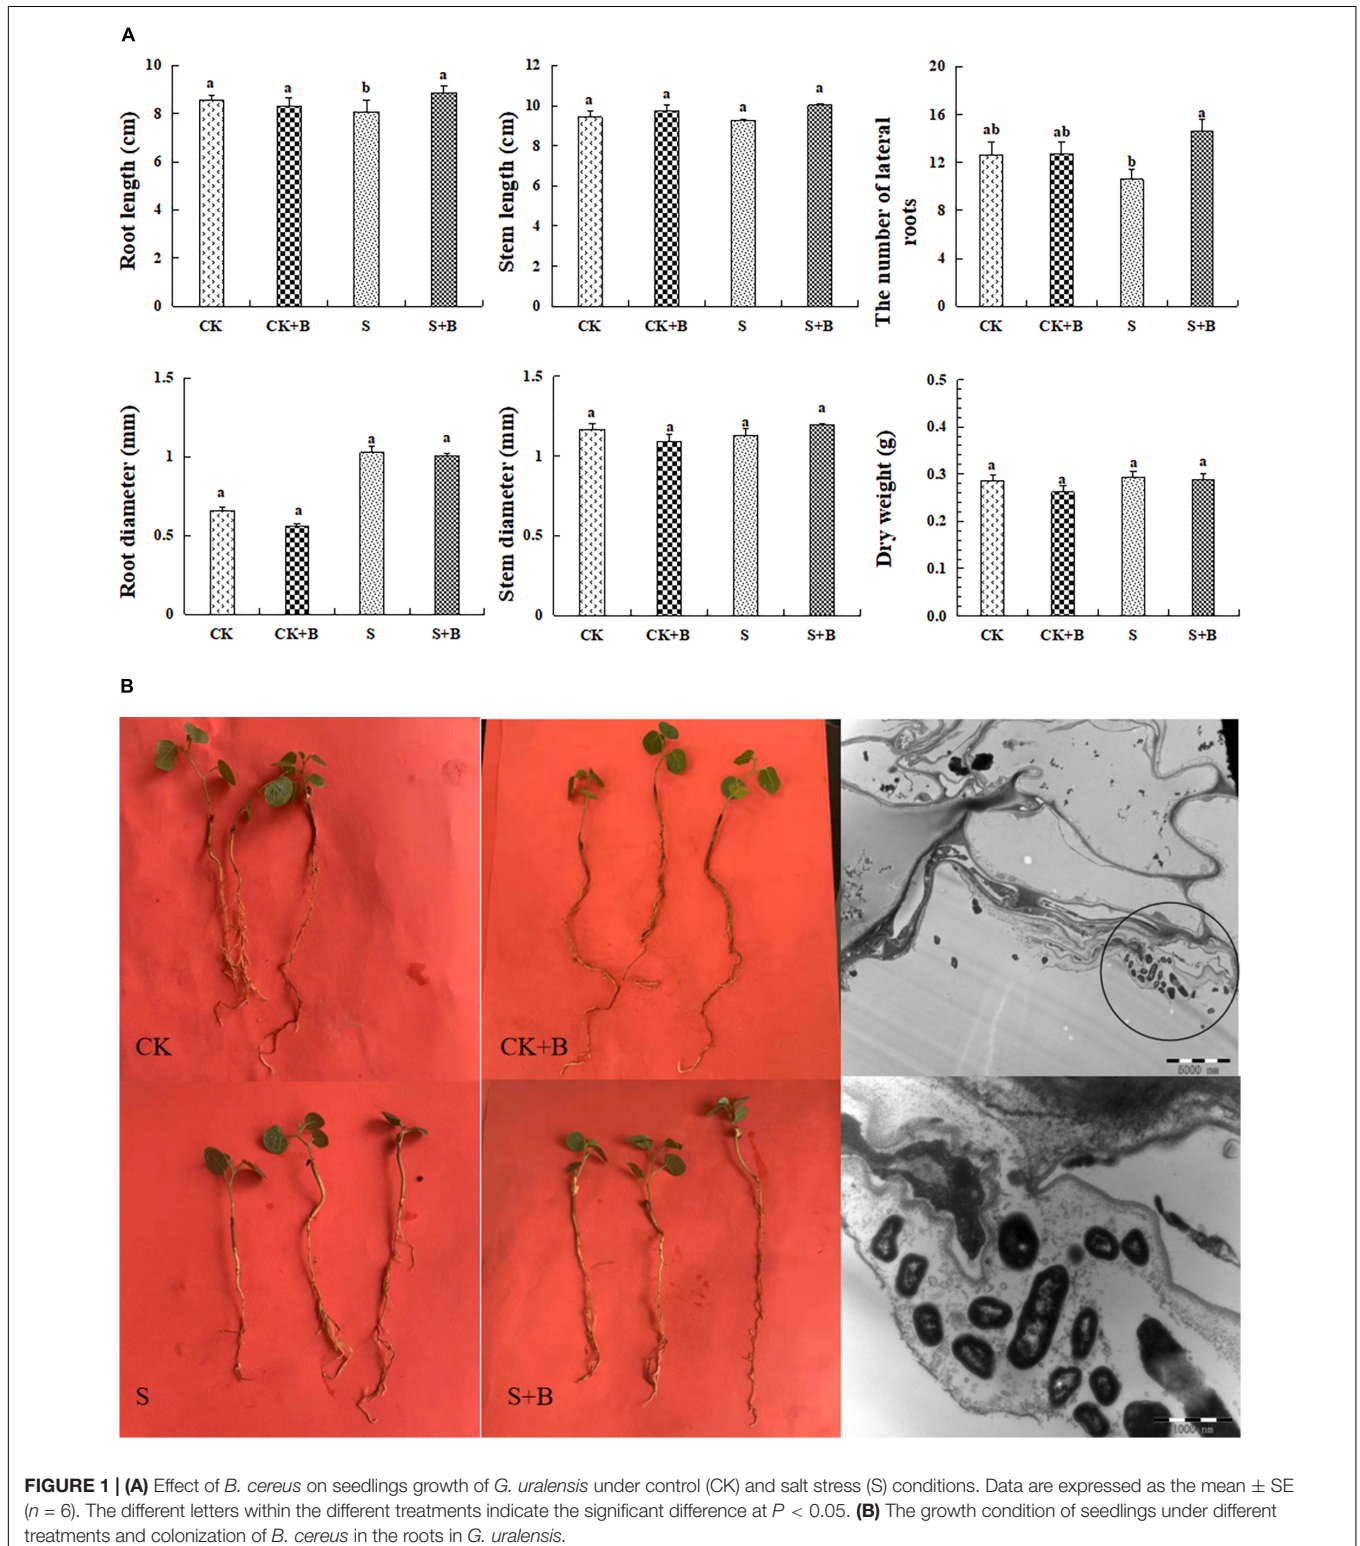 A
Root length (cm)
10
8
6
4
2
0
a
a
b
a
CK
CK+B
S
S+B
Stem length (cm)
12
10
8
6
4
2
0
a
a
a
a
CK
CK+B
S
S+B
The number of lateral
roots
20
16
12
8
4
0
ab
ab
b
a
CK
CK+B
S
S+B
Root diameter (mm)
1.5
1
0.5
0
a
a
a
a
CK
CK+B
S
S+B
Stem diameter (mm)
1.5
1
0.5
0
a
a
a
a
CK
CK+B
S
S+B
Dry weight (g)
0.5
0.4
0.3
0.2
0.1
0.0
a
a
a
a
CK
CK+B
S
S+B
B
CK
CK+B
5000 nm
S
S+B
1000 nm
FIGURE 1 | (A) Effect of B. cereus on seedlings growth of G. uralensis under control (CK) and salt stress (S) conditions. Data are expressed as the mean ± SE
(n = 6). The different letters within the different treatments indicate the significant difference at P < 0.05. (B) The growth condition of seedlings under different
treatments and colonization of B. cereus in the roots in G. uralensis.